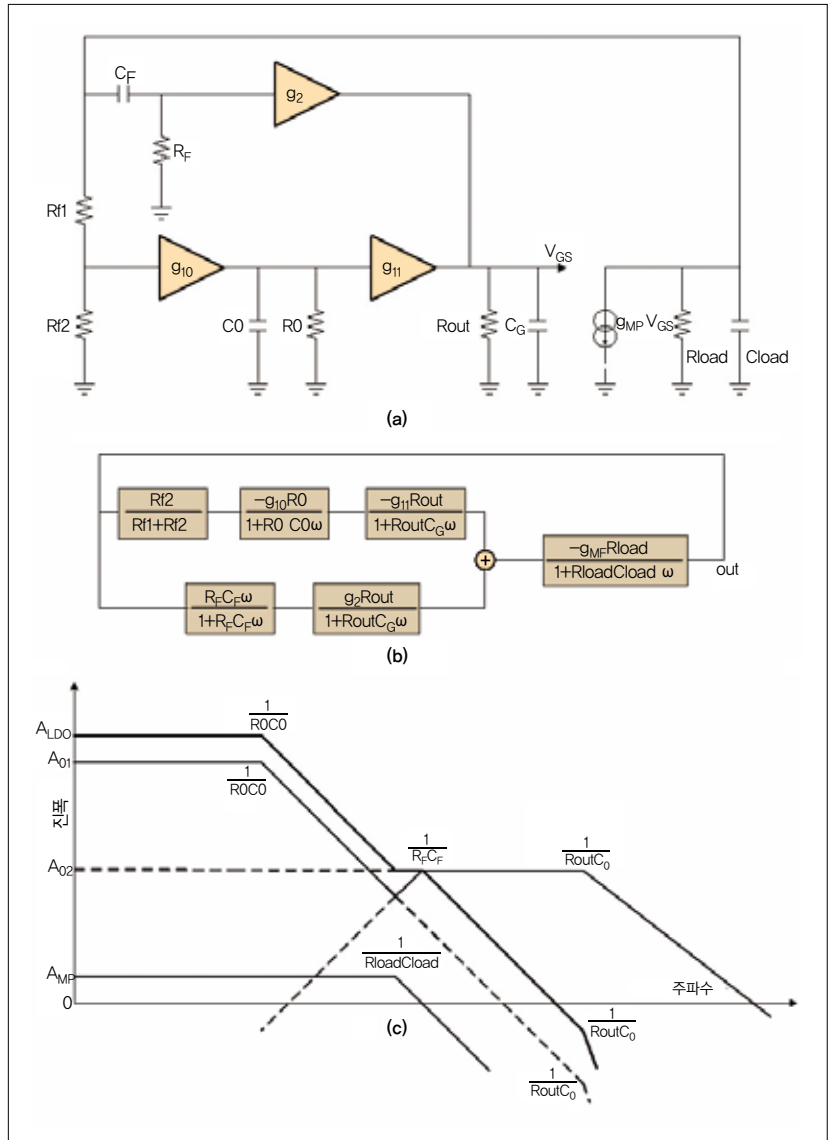 C_F
g_2
R_F
Rf1
g_10
g_11
V_GS
Rf2
C0
R0
Rout
C_G
g_MP V_GS
Rload
Cload
(a)
Rf2
Rf1+Rf2
-g_10R0
1+R0 C0ω
-g_11Rout
1+RoutC_Gω
+
-g_MFRload
1+RloadCload ω
out
R_FC_Fω
1+R_FC_Fω
g_2Rout
1+RoutC_Gω
(b)
A_LDO
1
R0C0
A_01
1
R0C0
진폭
1
R_FC_F
1
RoutC_0
A_02
1
RloadCload
A_MP
주파수
0
(c)
1
RoutC_0
1
RoutC_0